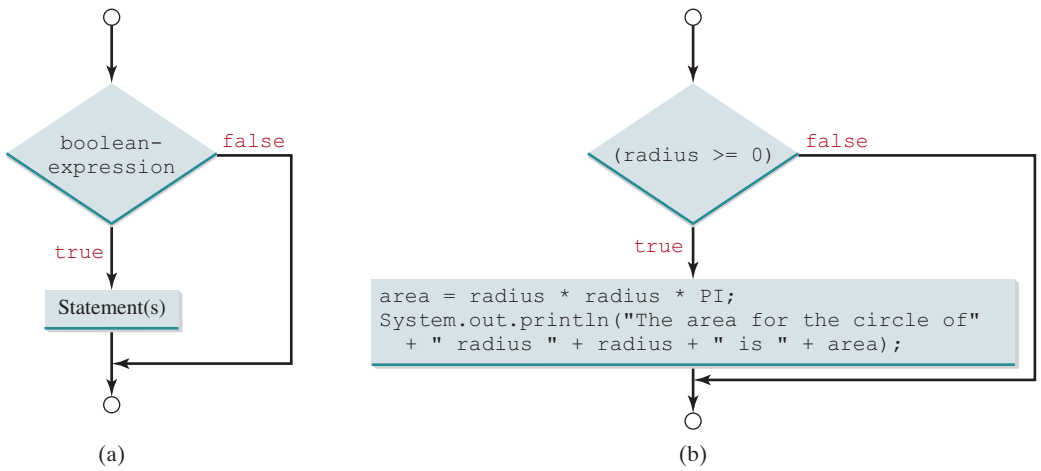 boolean-
expression
false
true
Statement(s)
(a)
(radius >= 0)
false
true
area = radius * radius * PI;
System.out.println("The area for the circle of"
+ " radius " + radius + " is " + area);
(b)